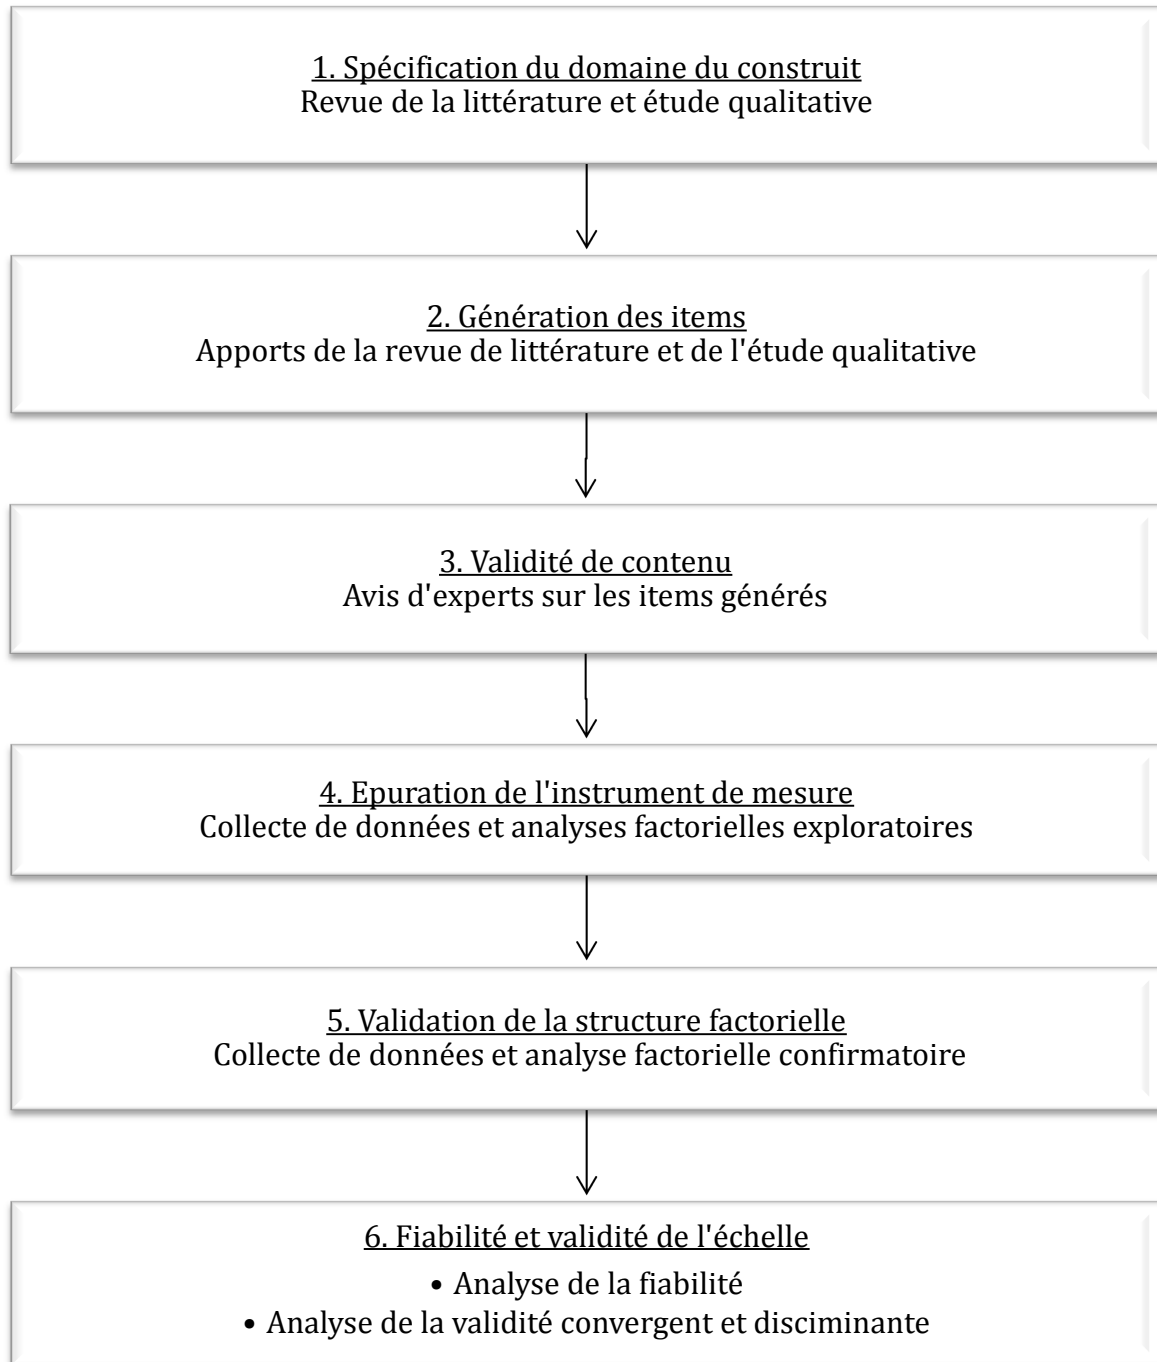 1. Spécification du domaine du construit
Revue de la littérature et étude qualitative
2. Génération des items
Apports de la revue de littérature et de l'étude qualitative
3. Validité de contenu
Avis d'experts sur les items générés
4. Epuration de l'instrument de mesure
Collecte de données et analyses factorielles exploratoires
5. Validation de la structure factorielle
Collecte de données et analyse factorielle confirmatoire
6. Fiabilité et validité de l'échelle
• Analyse de la fiabilité
• Analyse de la validité convergent et disciminante